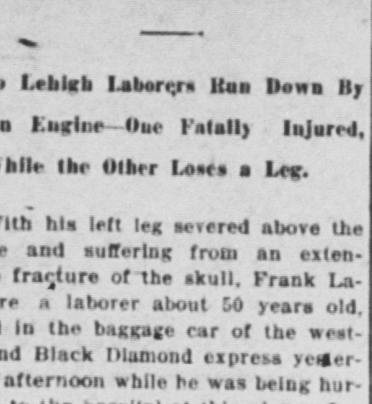 Lehigh Laborers Run Down By
n Engine—One Fatally Injured,
While the Other Loses a Leg.
With his left leg severed above the
e and suffering from an exten-
fracture of the skull, Frank La-
re a laborer about 50 years old,
in the baggage car of the west-
nd Black Diamond express yester-
afternoon while he was being hur-